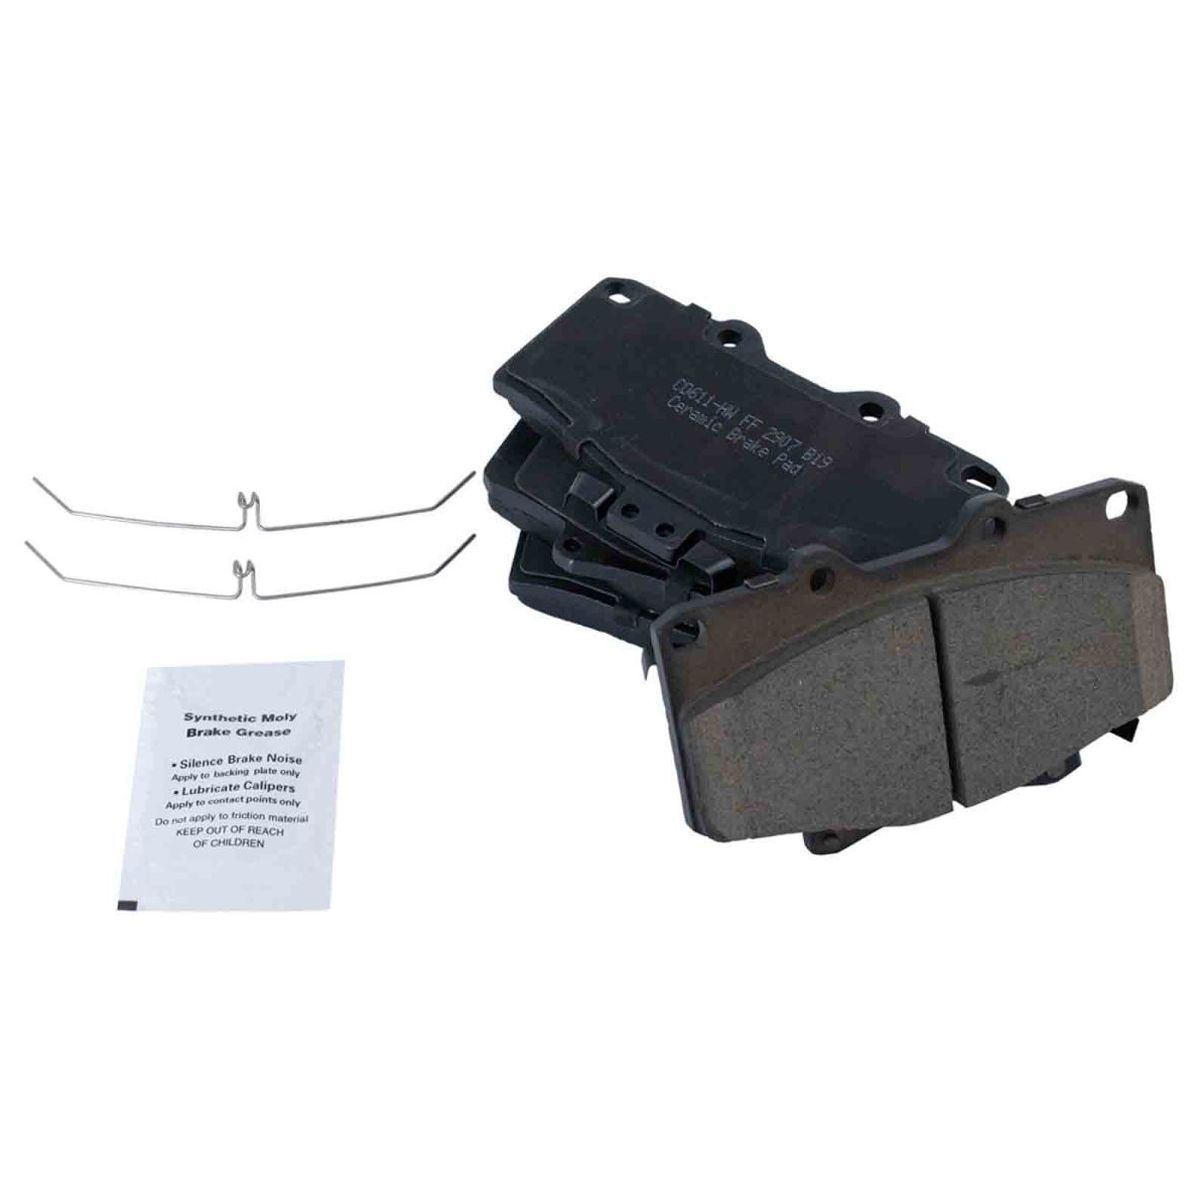 CD611-HW FF 2907 B19
Ceramic Brake Pad
Synthetic Moly
Brake Grease
• Silence Brake Noise
Apply to backing plate only
• Lubricate Calipers
Apply to contact points only
Do not apply to friction material
KEEP OUT OF REACH
OF CHILDREN